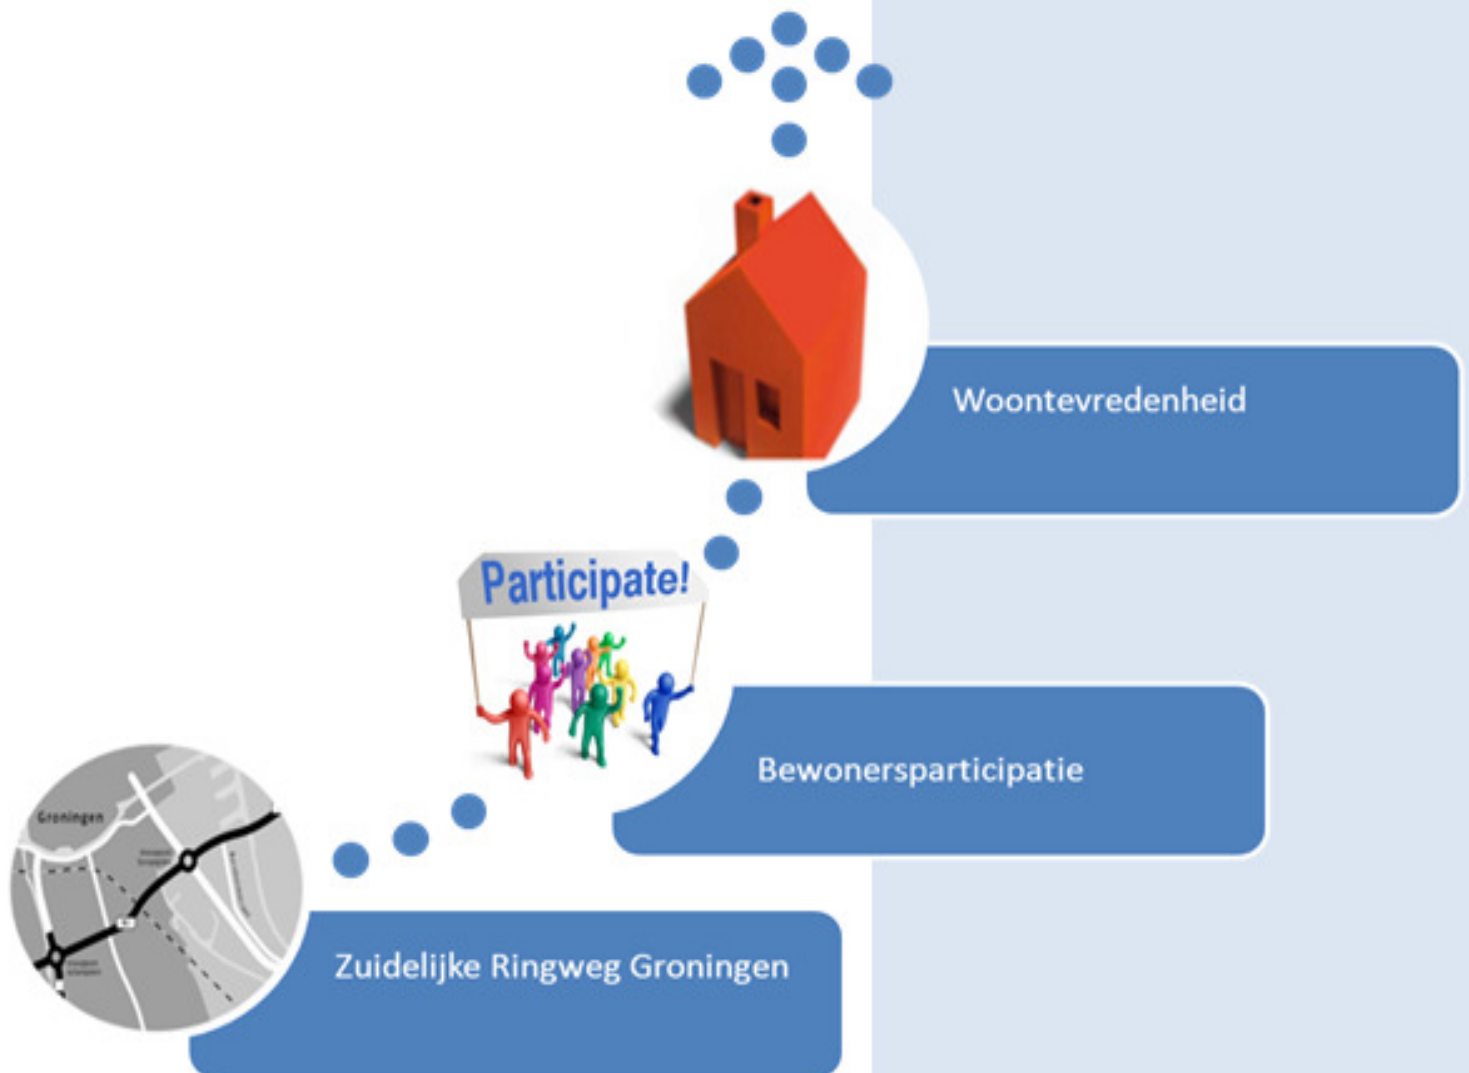 Woontevredenheid
Participate!
Bewonersparticipatie
Groningen
Zuidelijke Ringweg Groningen